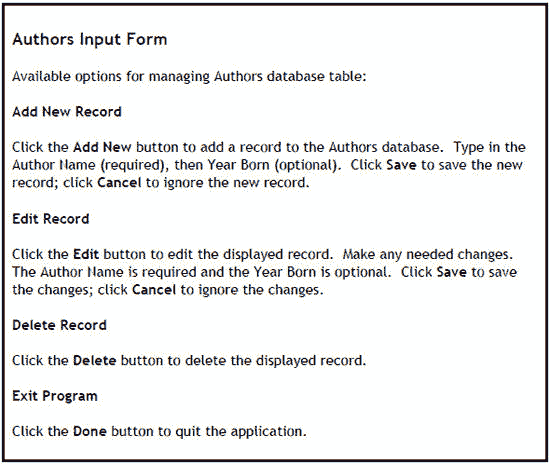 Authors Input Form
Available options for managing Authors database table:
Add New Record
Click the Add New button to add a record to the Authors database. Type in the
Author Name (required), then Year Born (optional). Click Save to save the new
record; click Cancel to ignore the new record.
Edit Record
Click the Edit button to edit the displayed record. Make any needed changes.
The Author Name is required and the Year Born is optional. Click Save to save
the changes; click Cancel to ignore the changes.
Delete Record
Click the Delete button to delete the displayed record.
Exit Program
Click the Done button to quit the application.